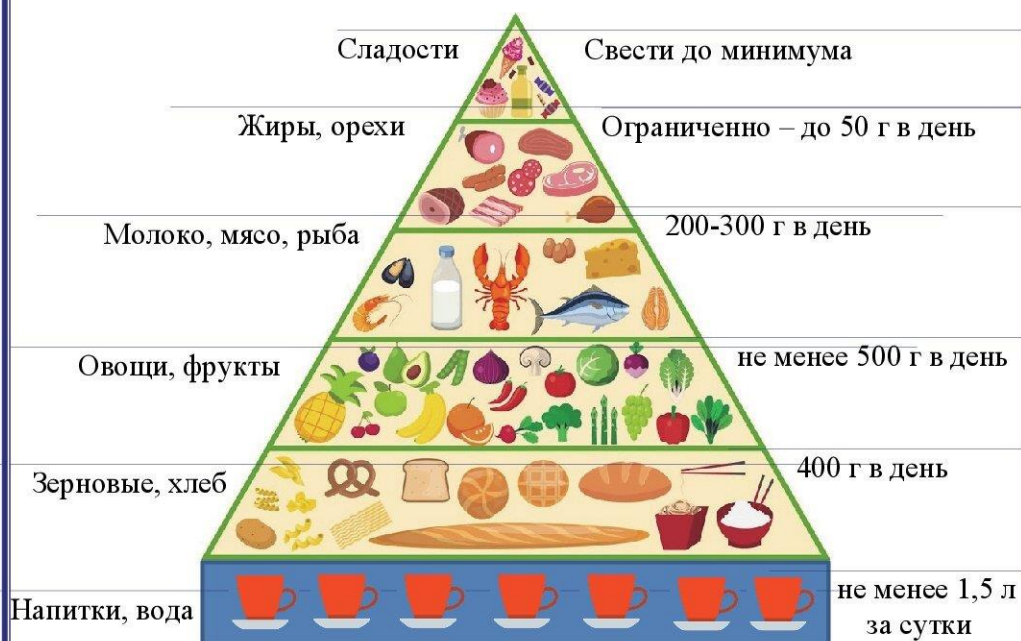 Сладости
Свести до минимума
Жиры, орехи
Ограниченно – до 50 г в день
Молоко, мясо, рыба
200-300 г в день
Овощи, фрукты
не менее 500 г в день
Зерновые, хлеб
400 г в день
Напитки, вода
не менее 1,5 л
за сутки